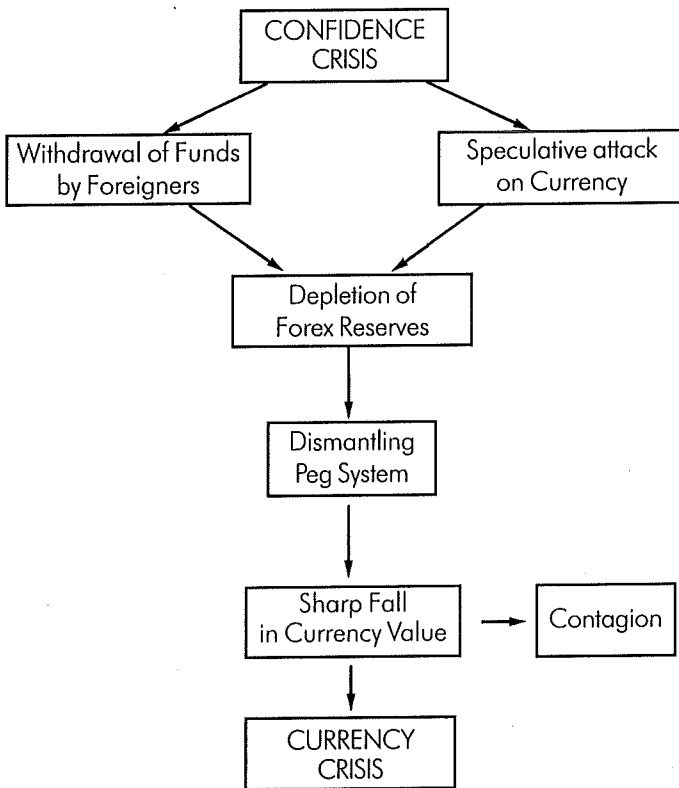 CONFIDENCE
CRISIS
Withdrawal of Funds
by Foreigners
Speculative attack
on Currency
Depletion of
Forex Reserves
Dismantling
Peg System
Sharp Fall
in Currency Value
Contagion
CURRENCY
CRISIS